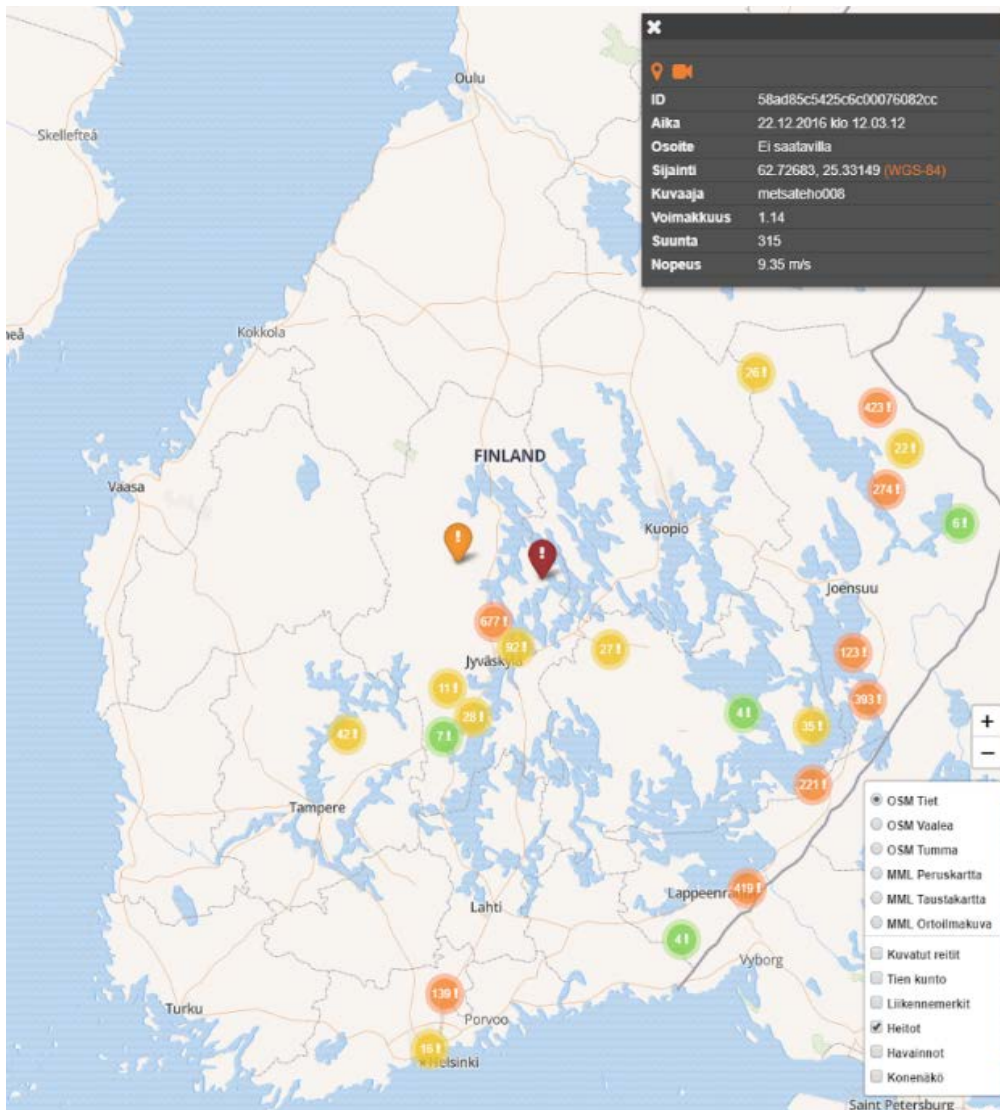 Oulu
Skellefteå
Kokkola
FINLAND
Vaasa
Kuopio
Joensuu
Jyväskylä
Tampere
Lahti
Lappeenra
Vyborg
Turku
Porvoo
Helsinki
Saint Petersburg
26 !
423 !
22 !
274 !
6 !
!
!
677 !
92 !
27 !
123 !
11 !
393 !
28 !
4 !
35 !
42 !
7 !
221 !
419 !
4 !
139 !
16 !
ID 58ad85c5425c6c00076082cc
Aika 22.12.2016 klo 12.03.12
Osoite Ei saatavilla
Sijainti 62.72683, 25.33149 (WGS-84)
Kuvaaja metsateho008
Voimakkuus 1.14
Suunta 315
Nopeus 9.35 m/s
+
−
OSM Tiet
OSM Vaalea
OSM Tumma
MML Peruskartta
MML Taustakartta
MML Ortoilmakuva
Kuvatut reitit
Tien kunto
Liikennemerkit
Heitot
Havainnot
Konenäkö